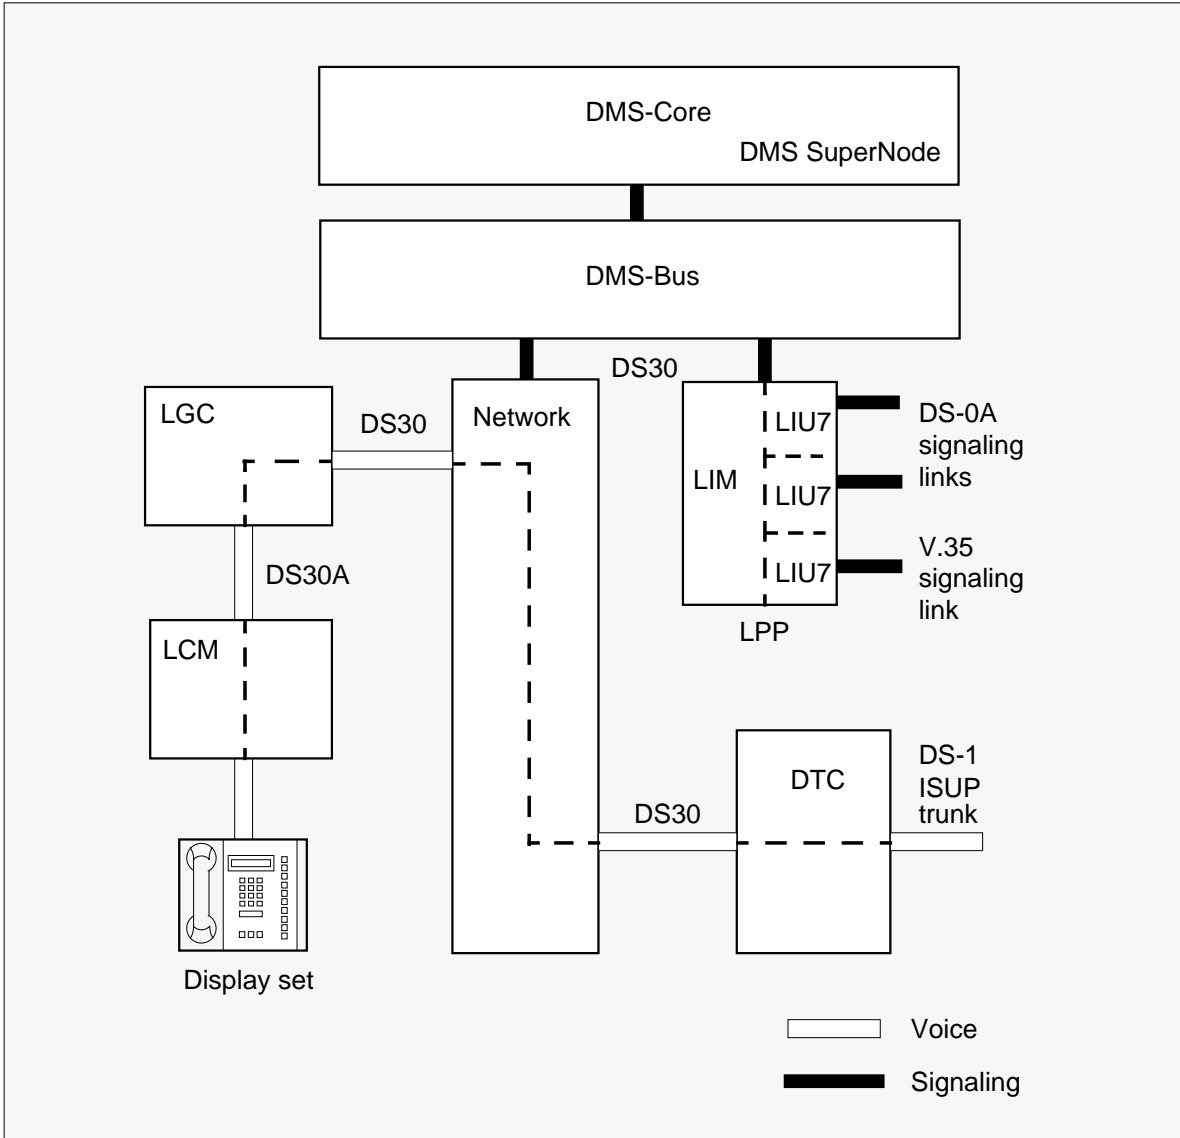 DMS-Core
DMS SuperNode
DMS-Bus
DS30
LGC
DS30
Network
LIM
LIU7
LIU7
LIU7
DS-0A
signaling
links
V.35
signaling
link
LPP
DS30A
LCM
DS30
DTC
DS-1
ISUP
trunk
Display set
Voice
Signaling